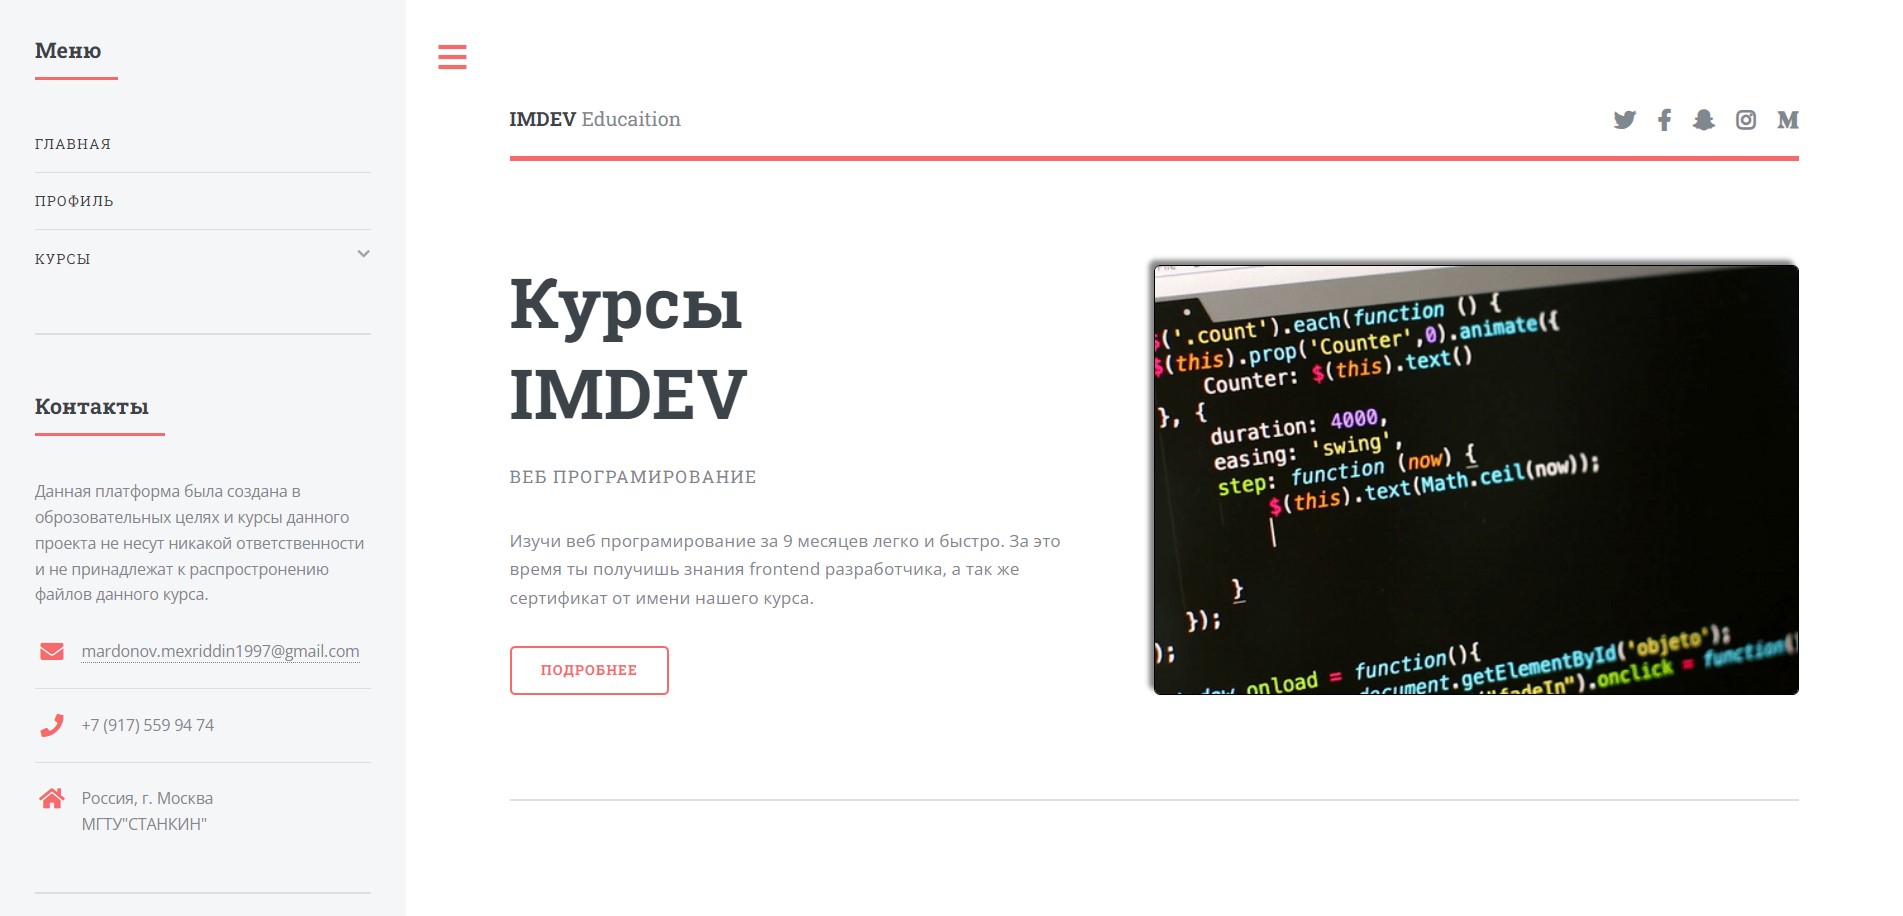 Меню
ГЛАВНАЯ
ПРОФИЛЬ
КУРСЫ
Контакты
Данная платформа была создана в
оброзовательных целях и курсы данного
проекта не несут никакой ответственности
и не принадлежат к распростронению
файлов данного курса.
mardonov.mexriddin1997@gmail.com
+7 (917) 559 94 74
Россия, г. Москва
МГТУ"СТАНКИН"
IMDEV Educaition
Курсы
IMDEV
ВЕБ ПРОГРАМИРОВАНИЕ
Изучи веб програмирование за 9 месяцев легко и быстро. За это
время ты получишь знания frontend разработчика, а так же
сертификат от имени нашего курса.
ПОДРОБНЕЕ
$('.count').each(function () {
$(this).prop('Counter',0).animate({
Counter: $(this).text()
}, {
duration: 4000,
easing: 'swing',
step: function (now) {
$(this).text(Math.ceil(now));
}
});
);
onload = function(){
document.getElementById('objeto');
"fadeIn").onclick = function(